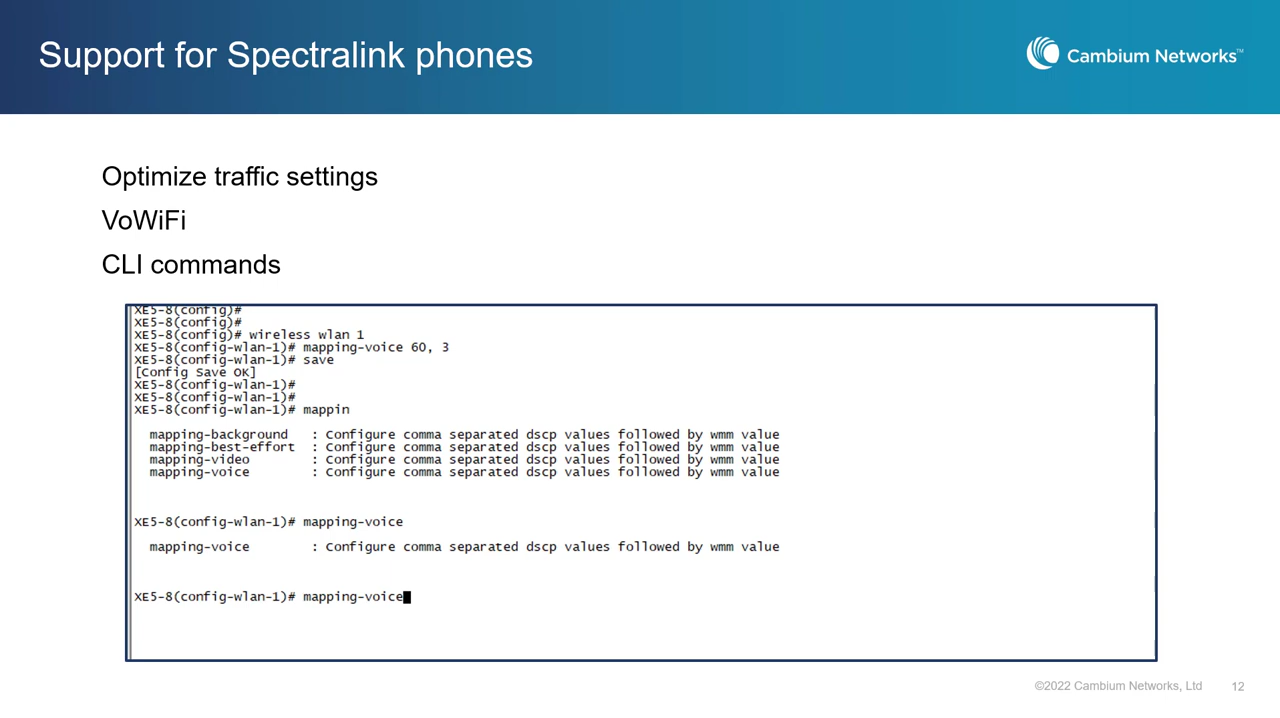 Support for Spectralink phones
Cambium Networks™
Optimize traffic settings
VoWiFi
CLI commands
XE5-8(config)#
XE5-8(config)#
XE5-8(config)# wireless wlan 1
XE5-8(config-wlan-1)# mapping-voice 60, 3
XE5-8(config-wlan-1)# save
[Config Save OK]
XE5-8(config-wlan-1)#
XE5-8(config-wlan-1)#
XE5-8(config-wlan-1)# mappin
mapping-background : Configure comma separated dscp values followed by wmm value
mapping-best-effort : Configure comma separated dscp values followed by wmm value
mapping-video : Configure comma separated dscp values followed by wmm value
mapping-voice : Configure comma separated dscp values followed by wmm value
XE5-8(config-wlan-1)# mapping-voice
mapping-voice : Configure comma separated dscp values followed by wmm value
XE5-8(config-wlan-1)# mapping-voice
©2022 Cambium Networks, Ltd 12